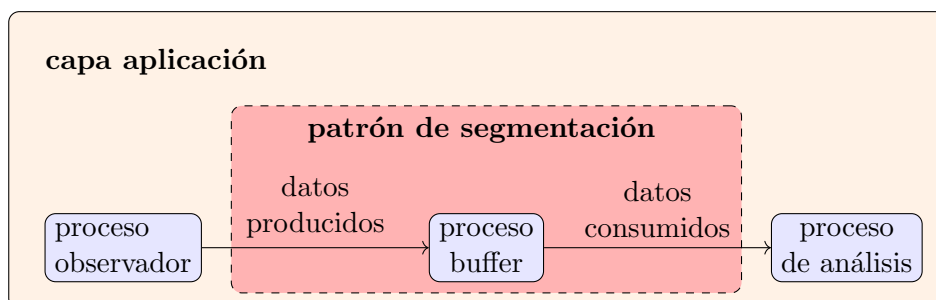 capa aplicación
patrón de segmentación
datos
producidos
datos
consumidos
proceso
observador
proceso
buffer
proceso
de análisis